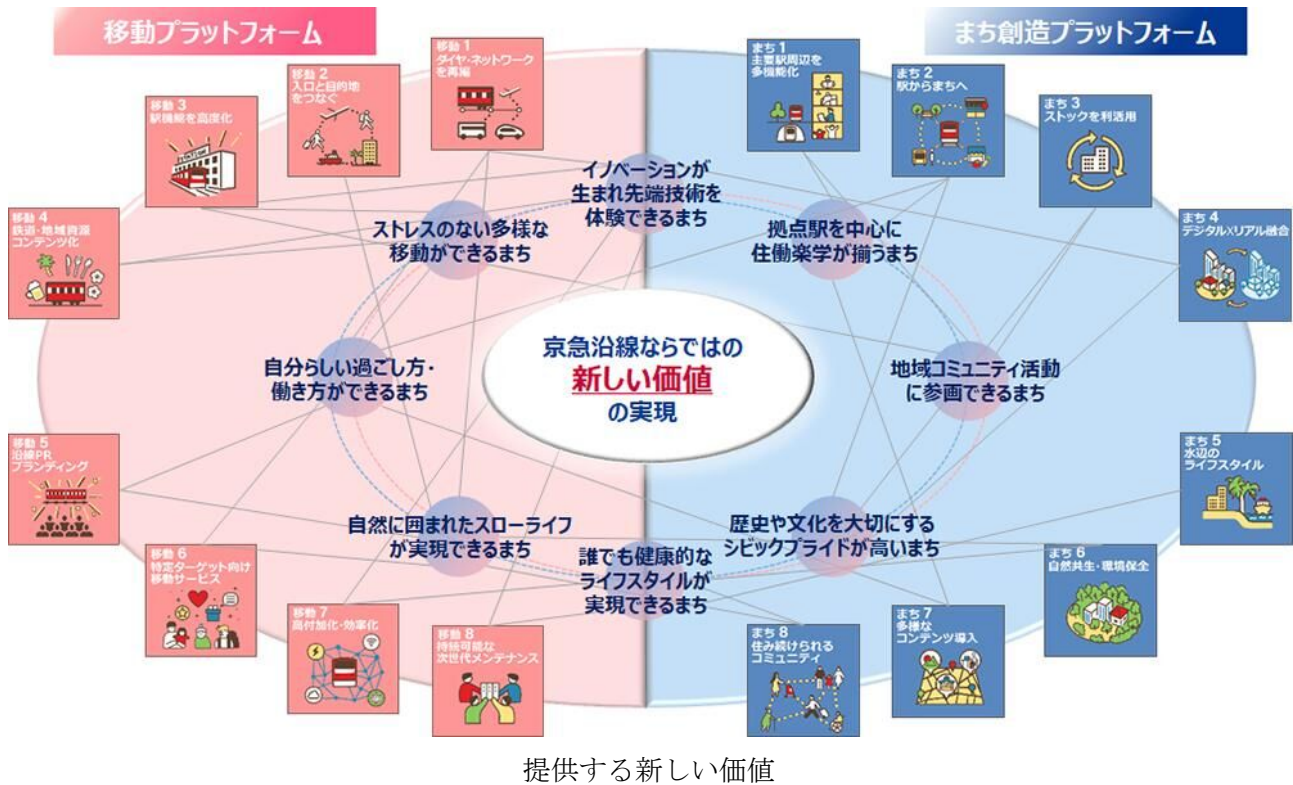 移動プラットフォーム
まち創造プラットフォーム
移動 1
ダイヤ・ネットワーク
を再編
移動 2
入口と目的地
をつなぐ
移動 3
駅機能を高度化
移動 4
鉄道・地域資源
コンテンツ化
移動 5
沿線PR
ブランディング
移動 6
特定ターゲット向け
移動サービス
移動 7
高付加化・効率化
移動 8
持続可能な
次世代メンテナンス
まち 1
主要駅周辺を
多機能化
まち 2
駅からまちへ
まち 3
ストックを利活用
まち 4
デジタル×リアル融合
まち 5
水辺の
ライフスタイル
まち 6
自然共生・環境保全
まち 7
多様な
コンテンツ導入
まち 8
住み続けられる
コミュニティ
イノベーションが
生まれ先端技術を
体験できるまち
ストレスのない多様な
移動ができるまち
拠点駅を中心に
住働楽学が揃うまち
自分らしい過ごし方・
働き方ができるまち
京急沿線ならではの
新しい価値
の実現
地域コミュニティ活動
に参画できるまち
自然に囲まれたスローライフ
が実現できるまち
誰でも健康的な
ライフスタイルが
実現できるまち
歴史や文化を大切にする
シビックプライドが高いまち
提供する新しい価値